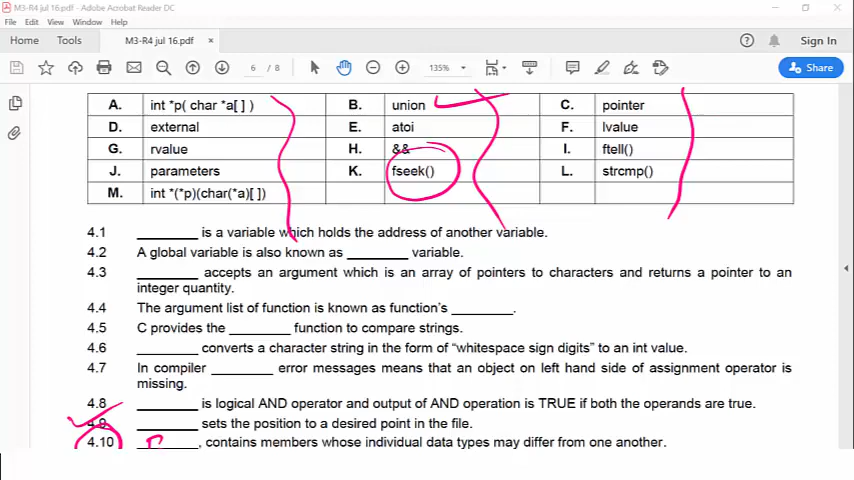 M3-R4 jul 16.pdf - Adobe Acrobat Reader DC
File Edit View Window Help
Home Tools M3-R4 jul 16.pdf × Sign In
6 / 8 135% Share
A. int *p( char *a[ ] ) B. union C. pointer
D. external E. atoi F. lvalue
G. rvalue H. && I. ftell()
J. parameters K. fseek() L. strcmp()
M. int *(*p)(char(*a)[ ])
4.1 ________ is a variable which holds the address of another variable.
4.2 A global variable is also known as ________ variable.
4.3 ________ accepts an argument which is an array of pointers to characters and returns a pointer to an
integer quantity.
4.4 The argument list of function is known as function's ________.
4.5 C provides the ________ function to compare strings.
4.6 ________ converts a character string in the form of "whitespace sign digits" to an int value.
4.7 In compiler ________ error messages means that an object on left hand side of assignment operator is
missing.
4.8 ________ is logical AND operator and output of AND operation is TRUE if both the operands are true.
4.9 ________ sets the position to a desired point in the file.
4.10 ________, contains members whose individual data types may differ from one another.